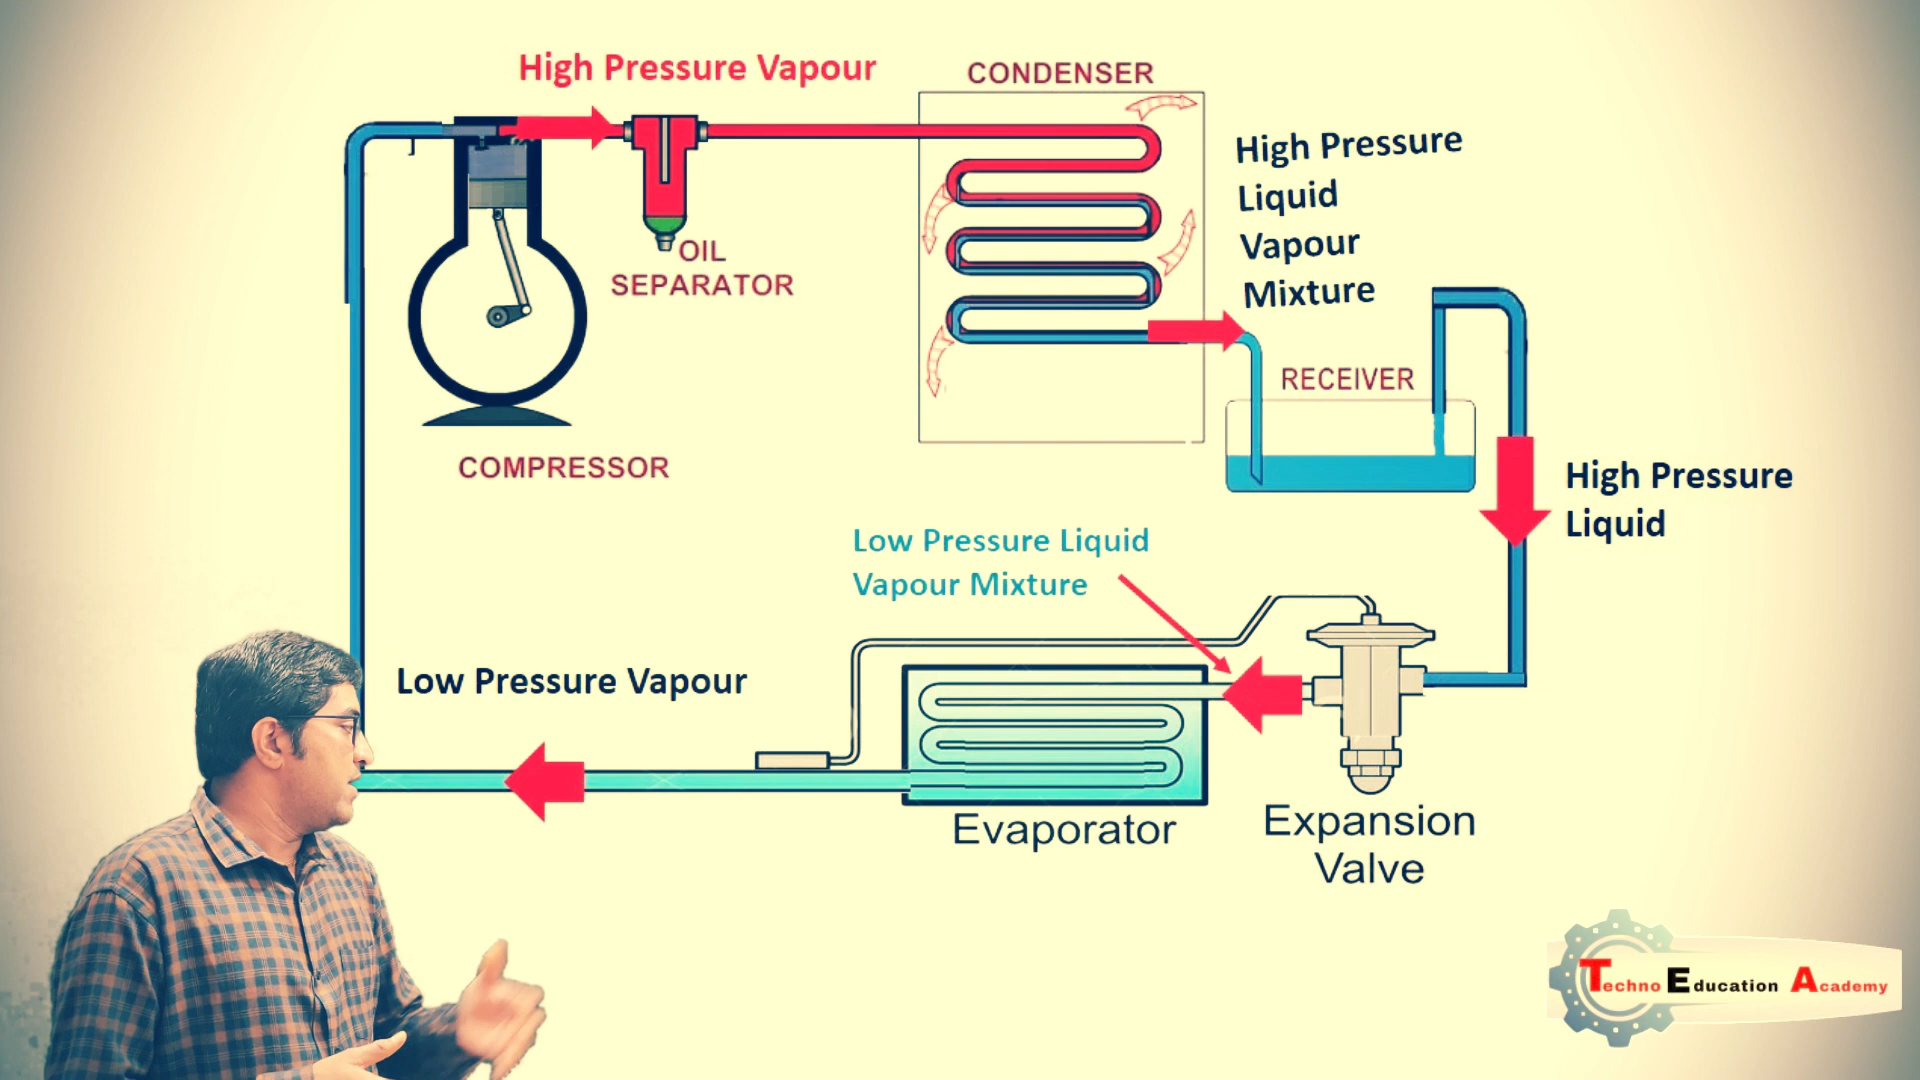 High Pressure Vapour
CONDENSER
High Pressure
Liquid
Vapour
Mixture
OIL
SEPARATOR
RECEIVER
COMPRESSOR
High Pressure
Liquid
Low Pressure Liquid
Vapour Mixture
Low Pressure Vapour
Evaporator
Expansion
Valve
Techno Education Academy